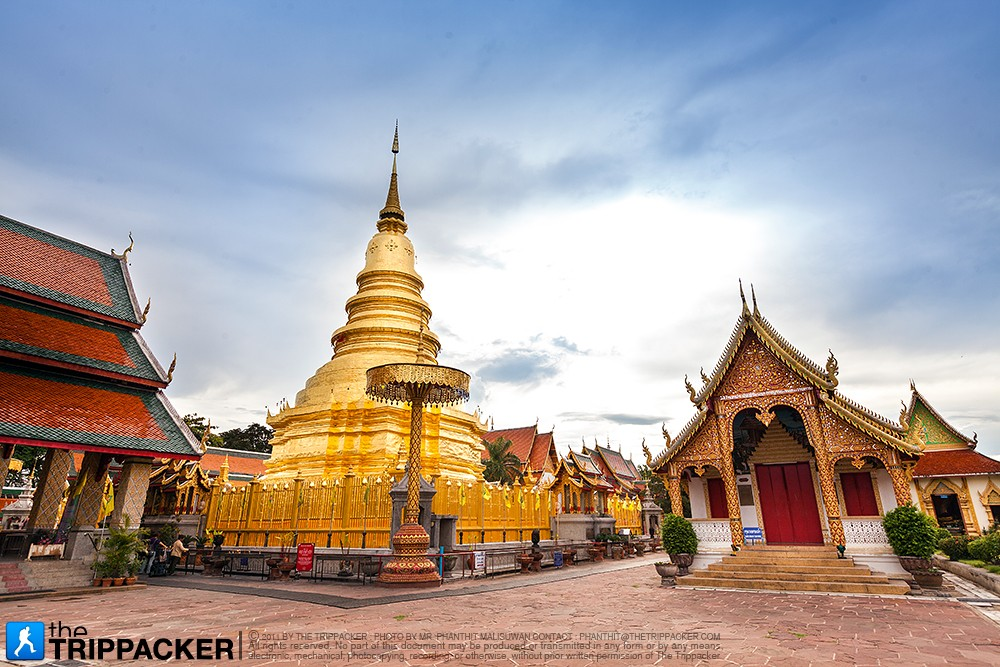 the
TRIPPACKER
© 2011 BY THE TRIPPACKER . PHOTO BY MR. PHANTHIT MALISUWAN CONTACT : PHANTHIT@THETRIPPACKER.COM
All rights reserved. No part of this document may be produced or transmitted in any form or by any means,
electronic, mechanical, photocopying, recording, or otherwise, without prior written permission of The Trippacker.